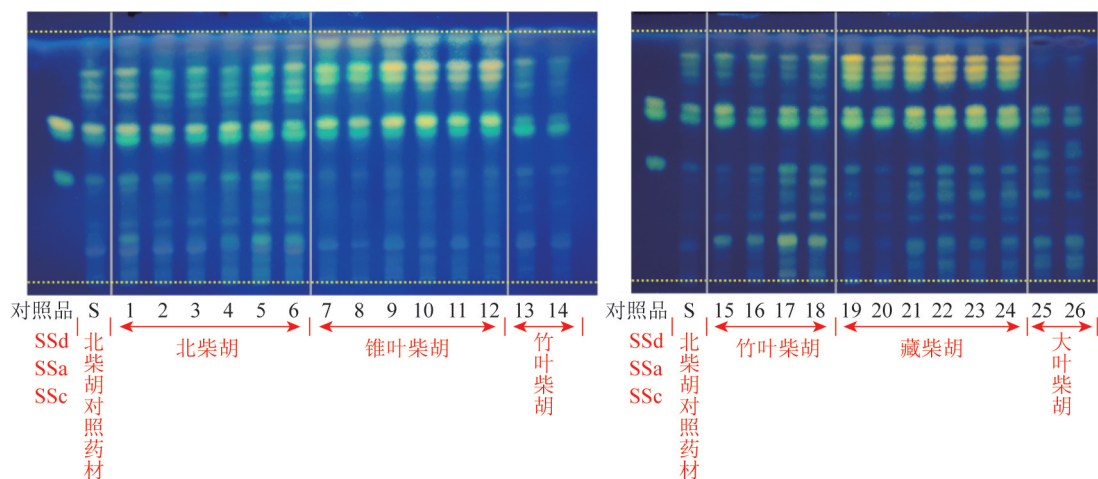 对照品 S 1 2 3 4 5 6 7 8 9 10 11 12 13 14
SSd
SSa
SSc
北柴胡对照药材
北柴胡
锥叶柴胡
竹叶柴胡
对照品 S 15 16 17 18 19 20 21 22 23 24 25 26
SSd
SSa
SSc
北柴胡对照药材
竹叶柴胡
藏柴胡
大叶柴胡